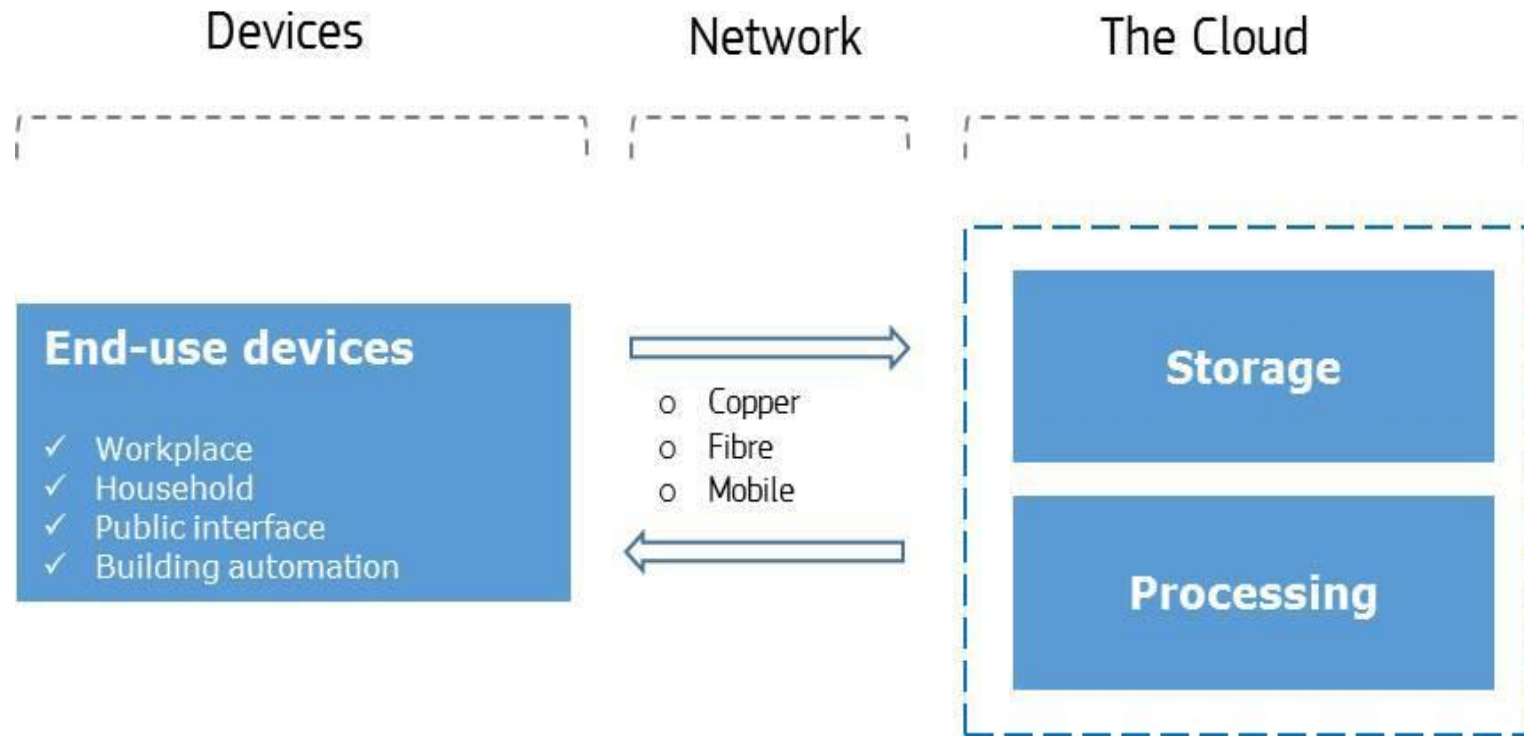 Devices
Network
The Cloud
End-use devices
✓ Workplace
✓ Household
✓ Public interface
✓ Building automation
o Copper
o Fibre
o Mobile
Storage
Processing